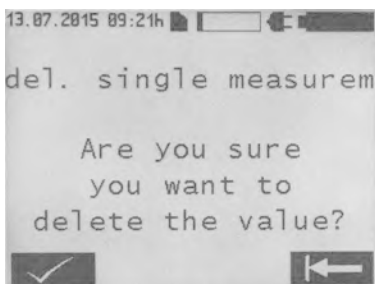 13.07.2015 09:21h
del. single measurem
Are you sure
you want to
delete the value?